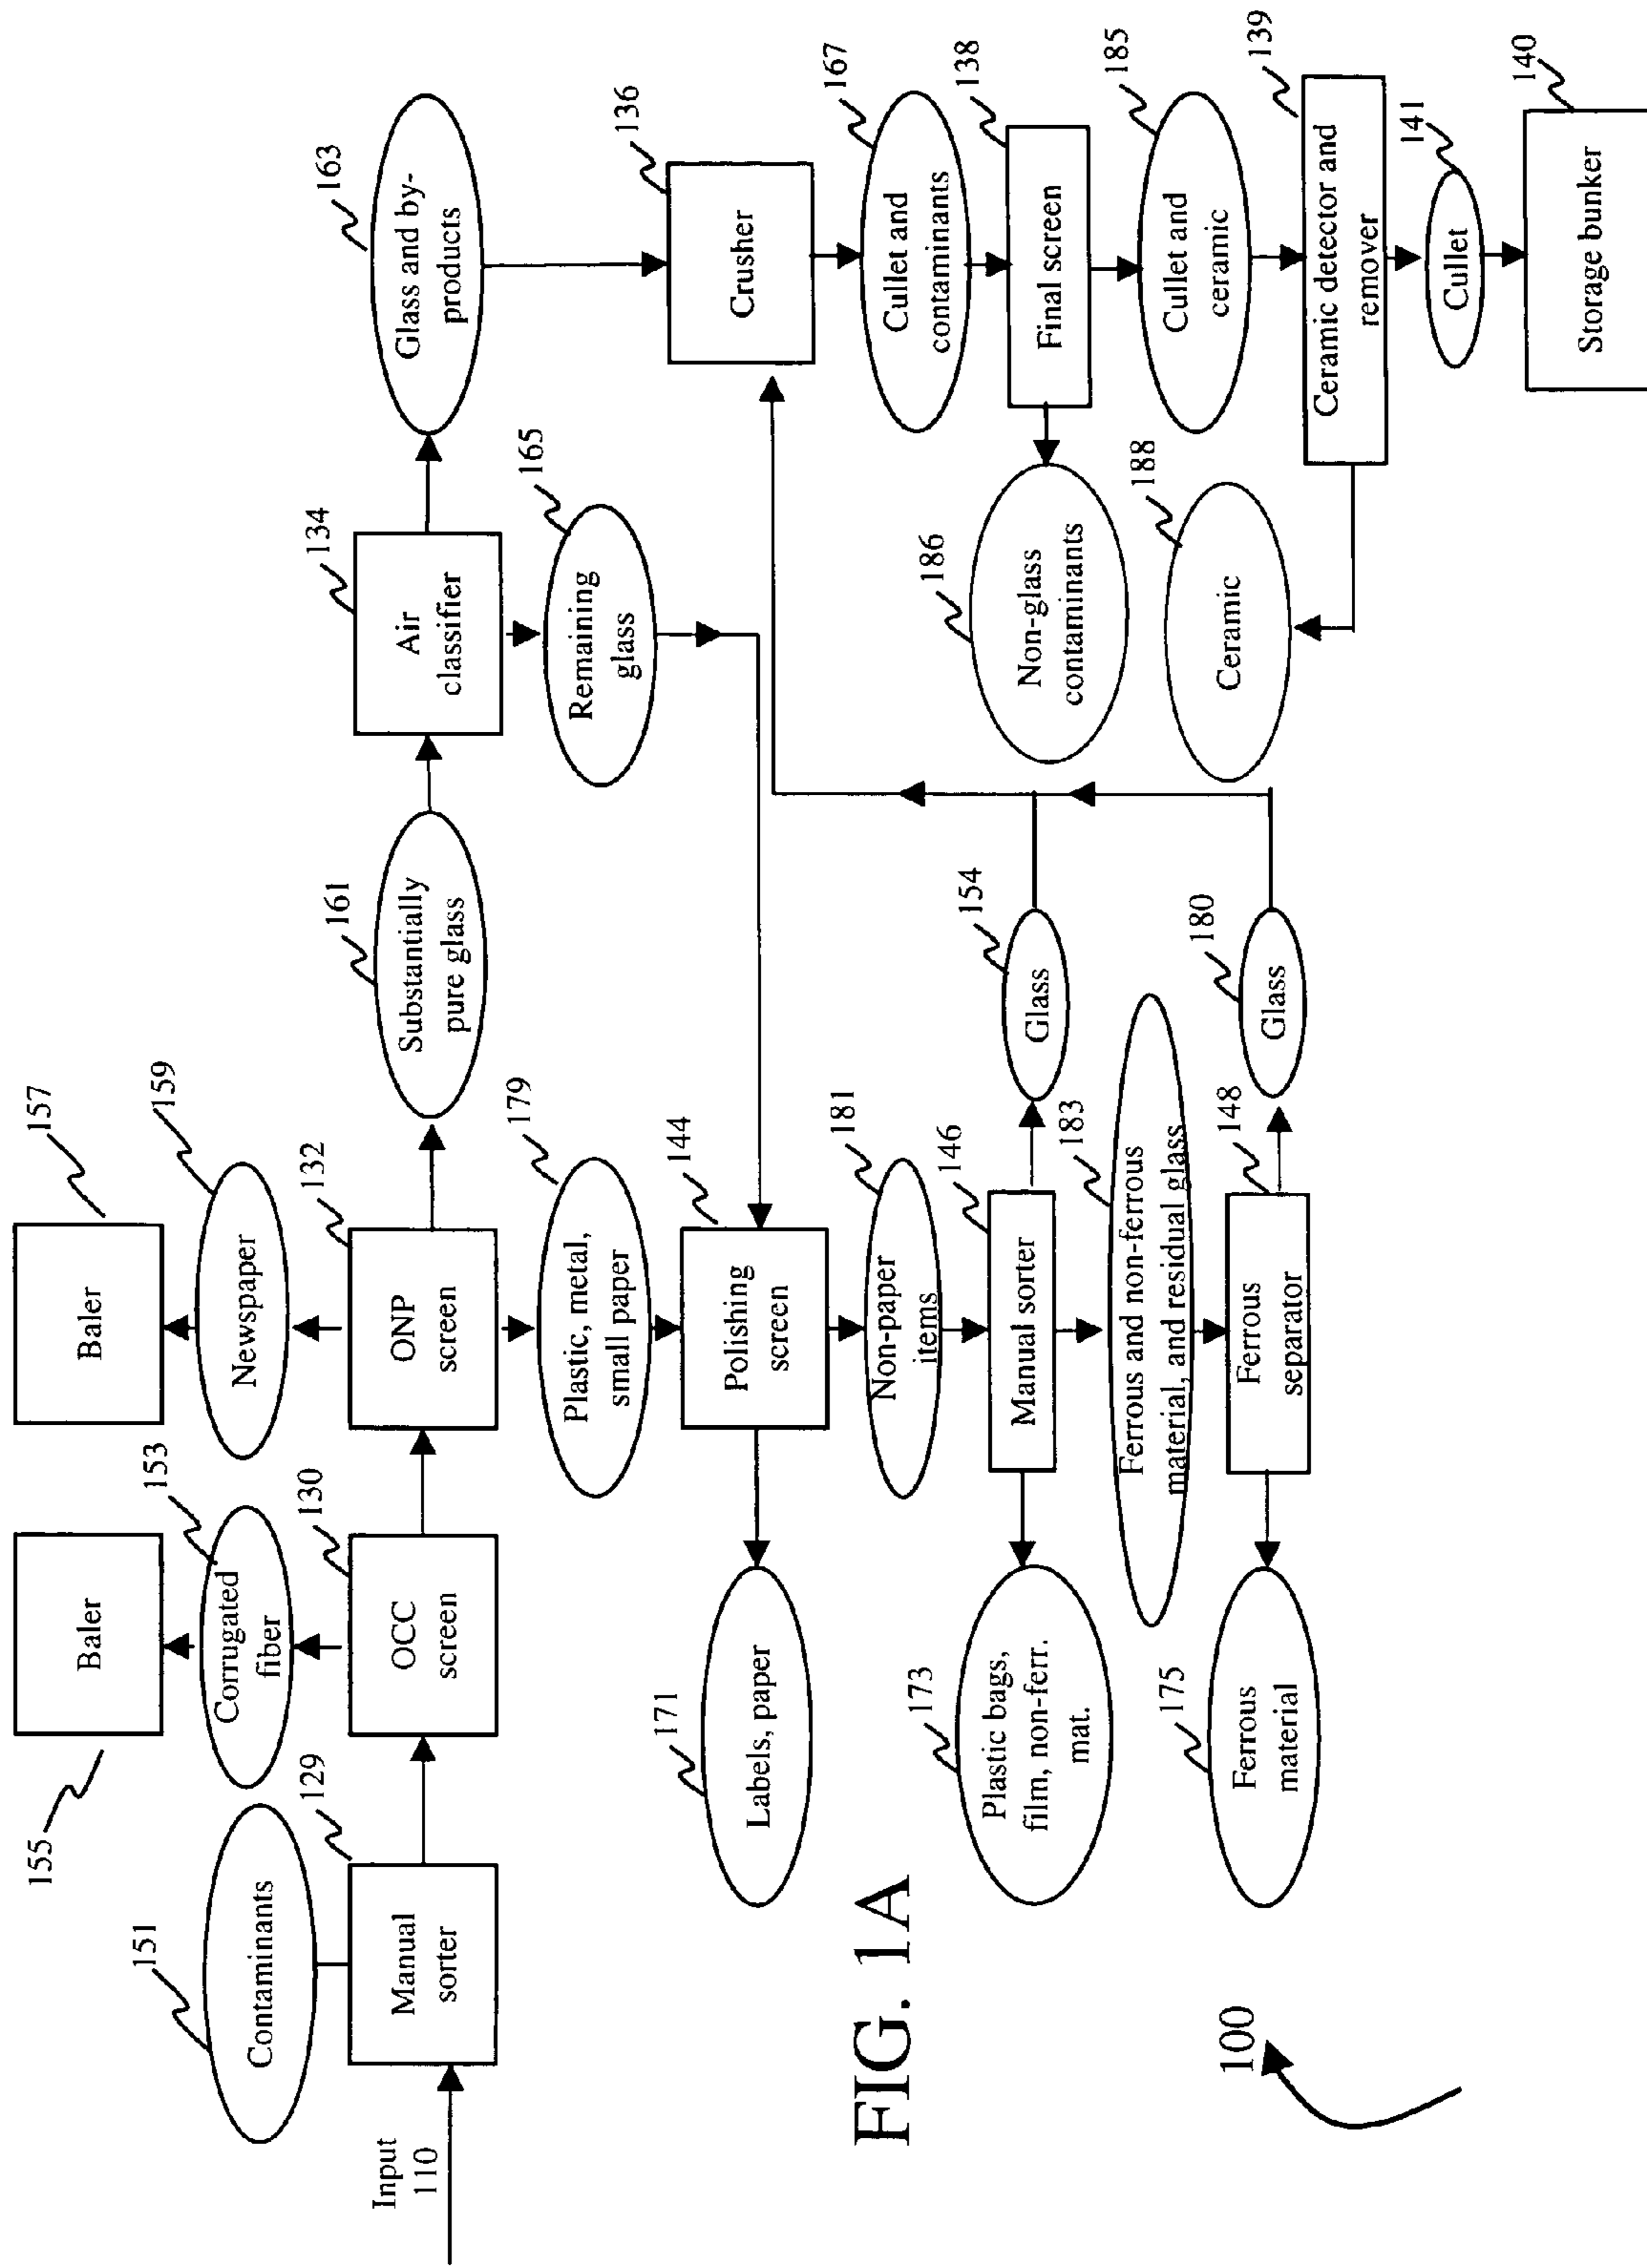 155
Baler
Baler
157
151
153
159
Contaminants
Corrugated
fiber
Newspaper
129
130
132
161
134
163
Input
110
Manual
sorter
OCC
screen
ONP
screen
Substantially
pure glass
Air
classifier
Glass and by-
products
179
165
Plastic, metal,
small paper
Remaining
glass
171
144
136
Labels, paper
Polishing
screen
Crusher
181
167
Non-paper
items
Cullet and
contaminants
FIG. 1A
173
146
154
186
138
Plastic bags,
film, non-ferr.
mat.
Manual sorter
Glass
Non-glass
contaminants
Final screen
183
185
Ferrous and non-ferrous
material, and residual glass
188
Cullet and
ceramic
175
148
180
Ceramic
139
Ferrous
material
Ferrous
separator
Glass
Ceramic detector and
remover
100
141
Cullet
140
Storage bunker